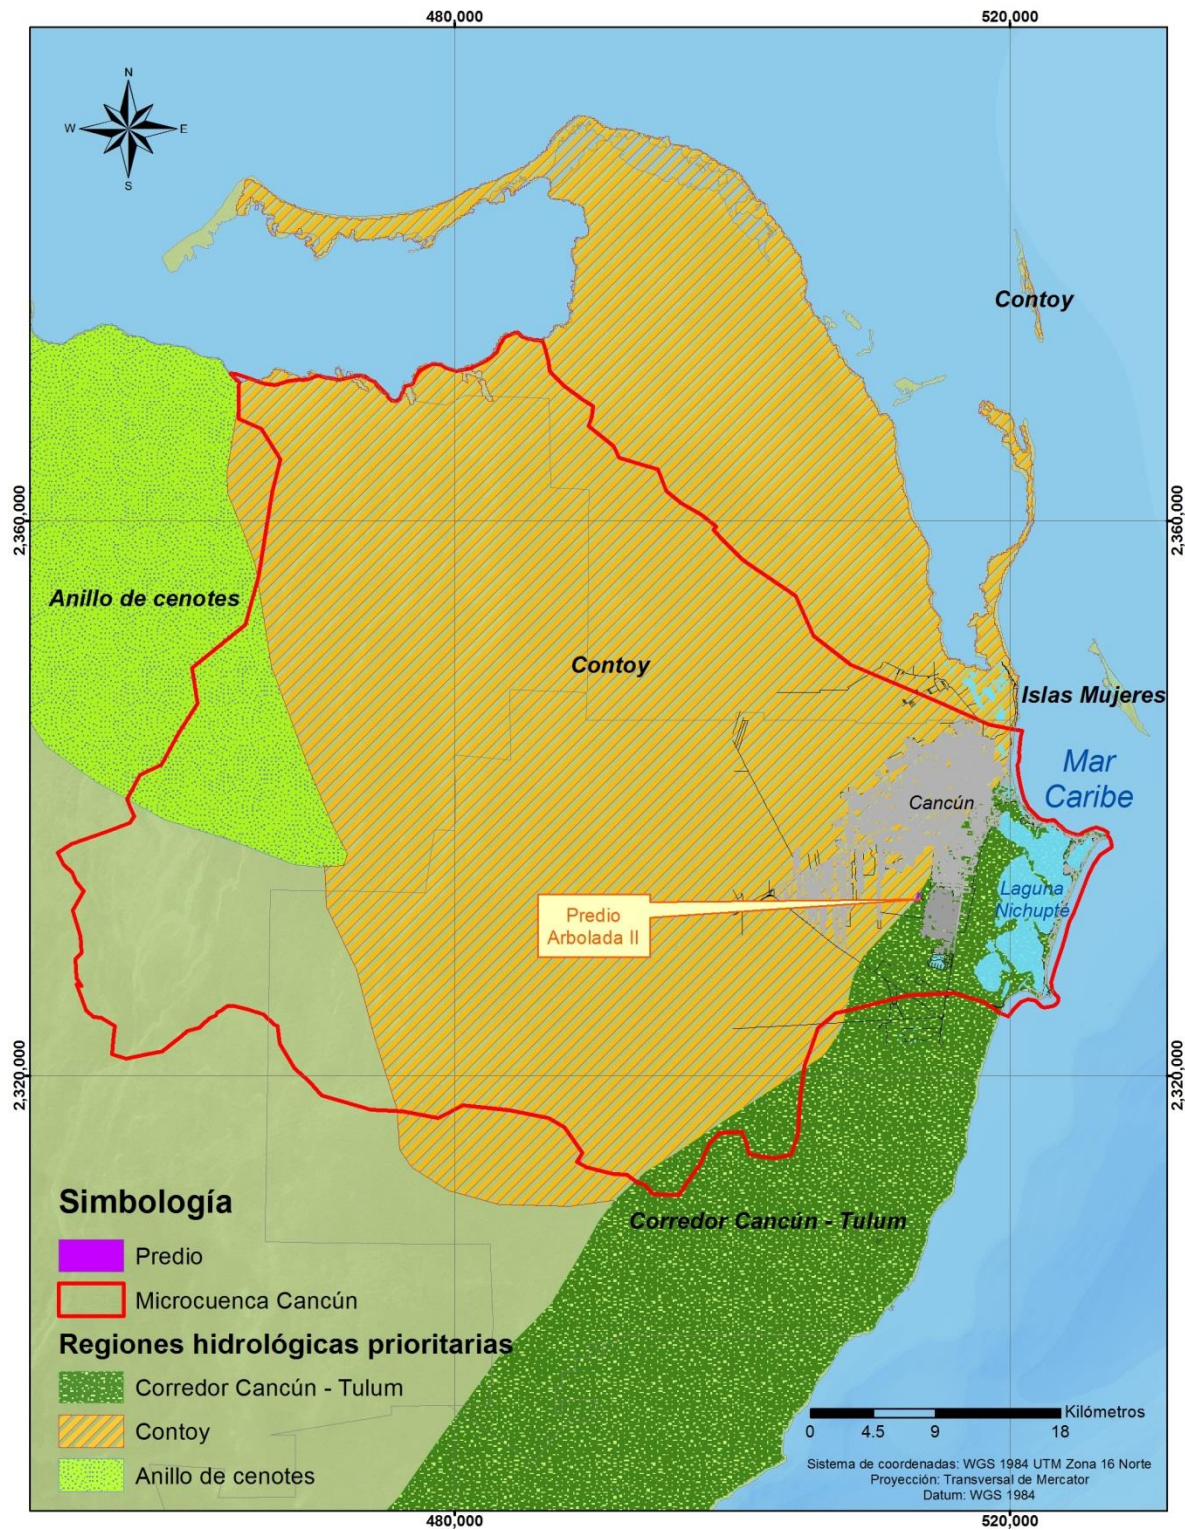 480,000
520,000
N
W
E
S
Contoy
2,360,000
2,360,000
Anillo de cenotes
Contoy
Islas Mujeres
Mar
Caribe
Cancún
Laguna
Nichupté
Predio
Arbolada II
2,320,000
2,320,000
Corredor Cancún - Tulum
Simbología
Predio
Microcuenca Cancún
Regiones hidrológicas prioritarias
Corredor Cancún - Tulum
Contoy
Anillo de cenotes
Kilómetros
0 4.5 9 18
Sistema de coordenadas: WGS 1984 UTM Zona 16 Norte
Proyección: Transversal de Mercator
Datum: WGS 1984
480,000
520,000